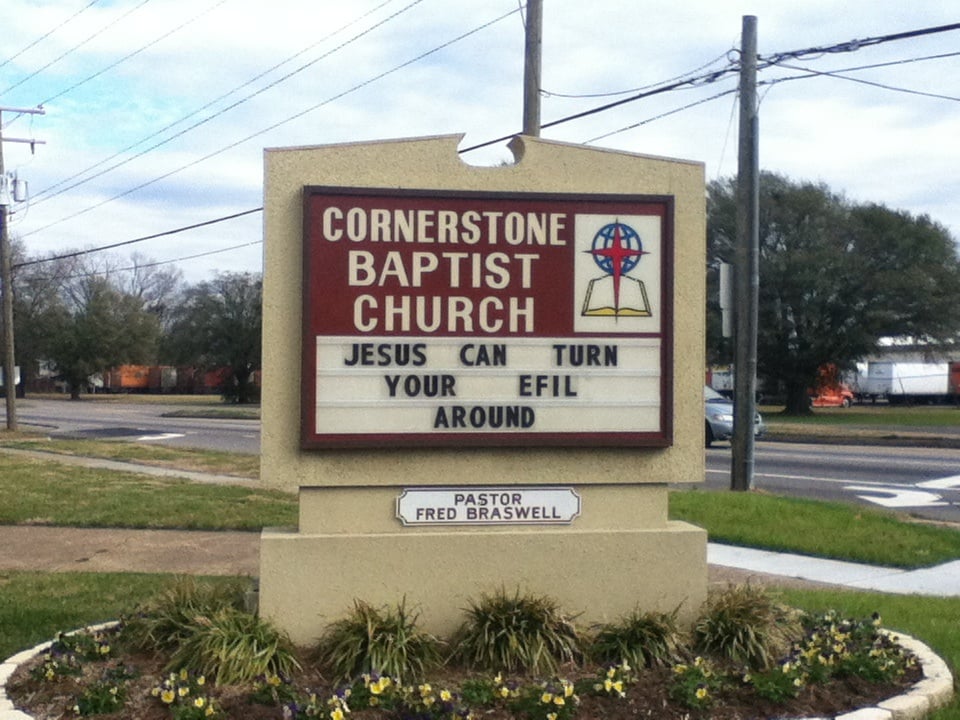 CORNERSTONE
BAPTIST
CHURCH
JESUS CAN TURN
YOUR EFIL
AROUND
PASTOR
FRED BRASWELL